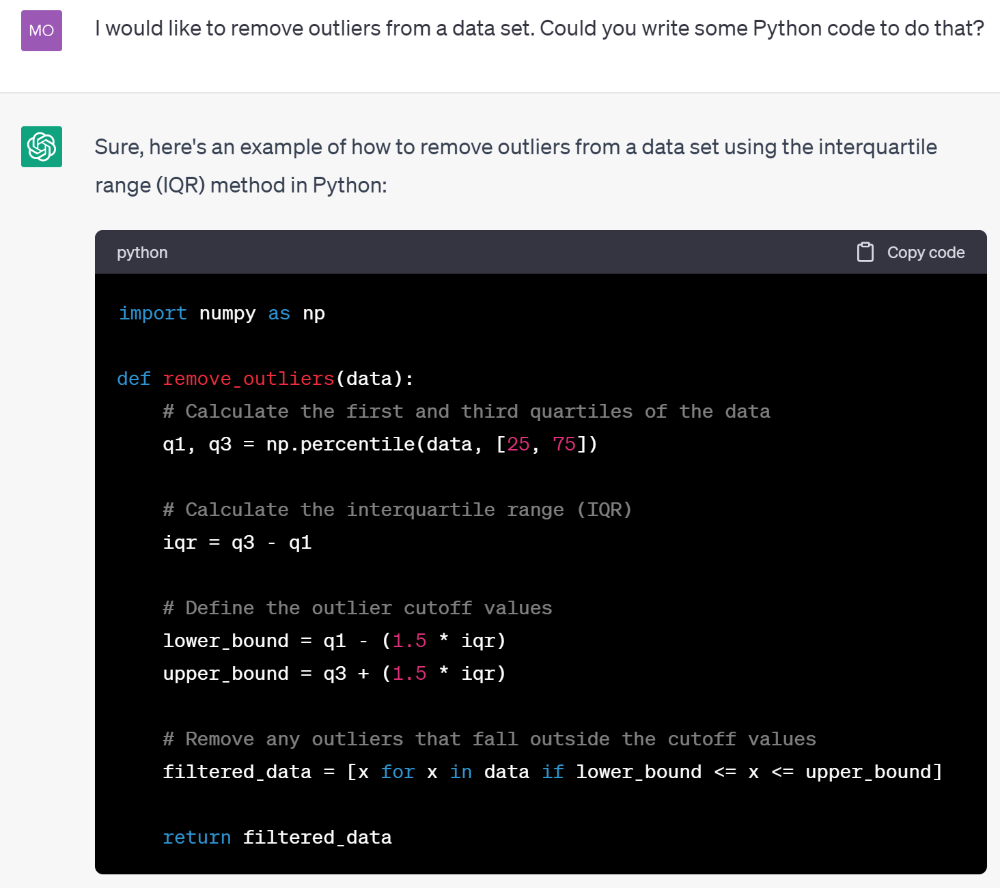 MO
I would like to remove outliers from a data set. Could you write some Python code to do that?
Sure, here's an example of how to remove outliers from a data set using the interquartile
range (IQR) method in Python:
python
Copy code
import numpy as np
def remove_outliers(data):
    # Calculate the first and third quartiles of the data
    q1, q3 = np.percentile(data, [25, 75])
    # Calculate the interquartile range (IQR)
    iqr = q3 - q1
    # Define the outlier cutoff values
    lower_bound = q1 - (1.5 * iqr)
    upper_bound = q3 + (1.5 * iqr)
    # Remove any outliers that fall outside the cutoff values
    filtered_data = [x for x in data if lower_bound <= x <= upper_bound]
    return filtered_data